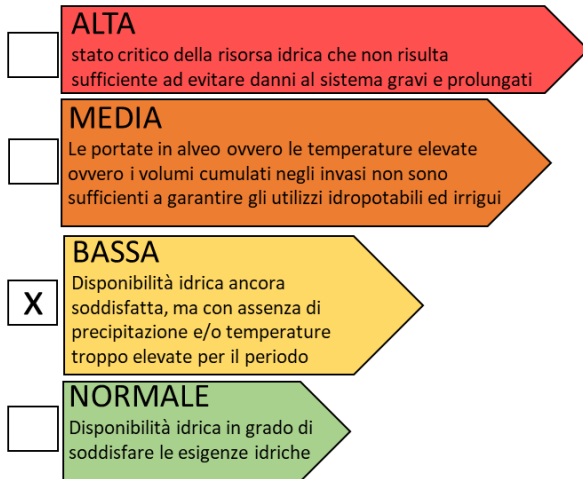 ALTA
stato critico della risorsa idrica che non risulta
sufficiente ad evitare danni al sistema gravi e prolungati
MEDIA
Le portate in alveo ovvero le temperature elevate
ovvero i volumi cumulati negli invasi non sono
sufficienti a garantire gli utilizzi idropotabili ed irrigui
BASSA
Disponibilità idrica ancora
soddisfatta, ma con assenza di
precipitazione e/o temperature
troppo elevate per il periodo
X
NORMALE
Disponibilità idrica in grado di
soddisfare le esigenze idriche